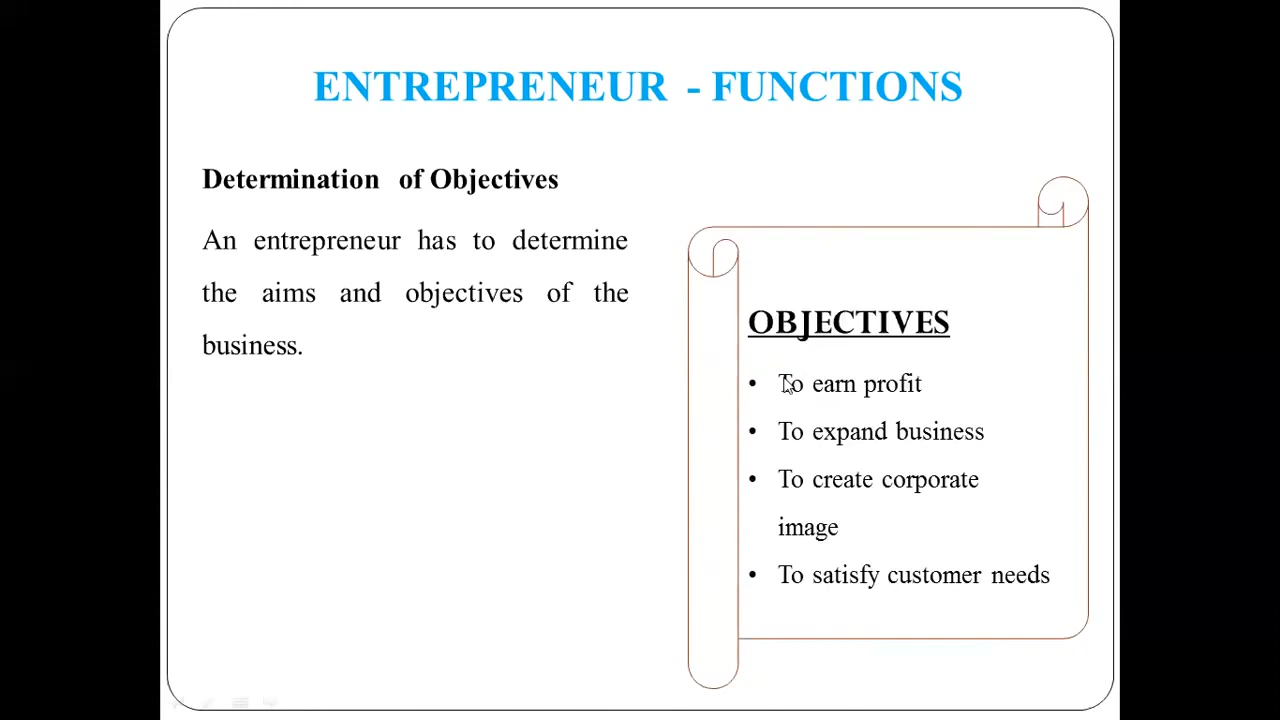 ENTREPRENEUR - FUNCTIONS
Determination of Objectives
An entrepreneur has to determine
the aims and objectives of the
business.
OBJECTIVES
• To earn profit
• To expand business
• To create corporate
image
• To satisfy customer needs